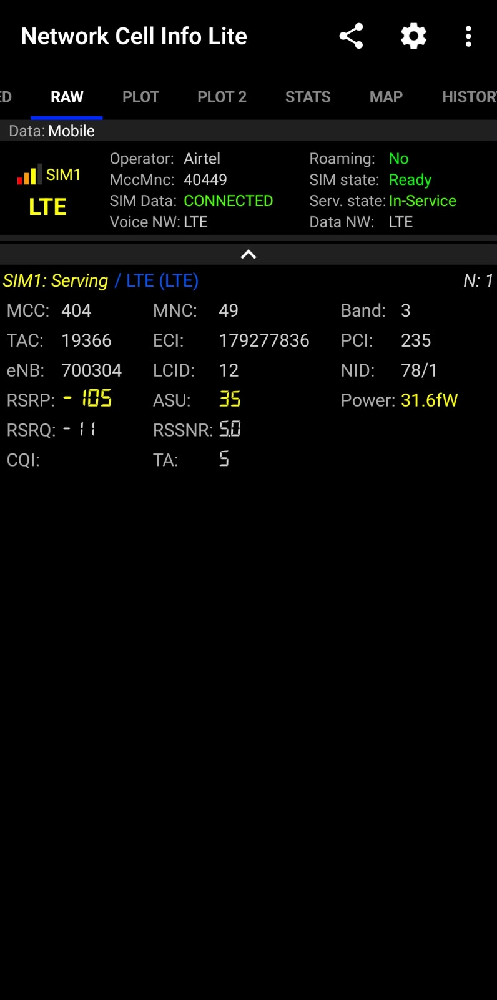 Network Cell Info Lite
ED RAW PLOT PLOT 2 STATS MAP HISTORY
Data: Mobile
SIM1
LTE
Operator: Airtel Roaming: No
MccMnc: 40449 SIM state: Ready
SIM Data: CONNECTED Serv. state: In-Service
Voice NW: LTE Data NW: LTE
SIM1: Serving / LTE (LTE) N: 1
MCC: 404 MNC: 49 Band: 3
TAC: 19366 ECI: 179277836 PCI: 235
eNB: 700304 LCID: 12 NID: 78/1
RSRP: -105 ASU: 35 Power: 31.6fW
RSRQ: -11 RSSNR: 5.0
CQI: TA: 5